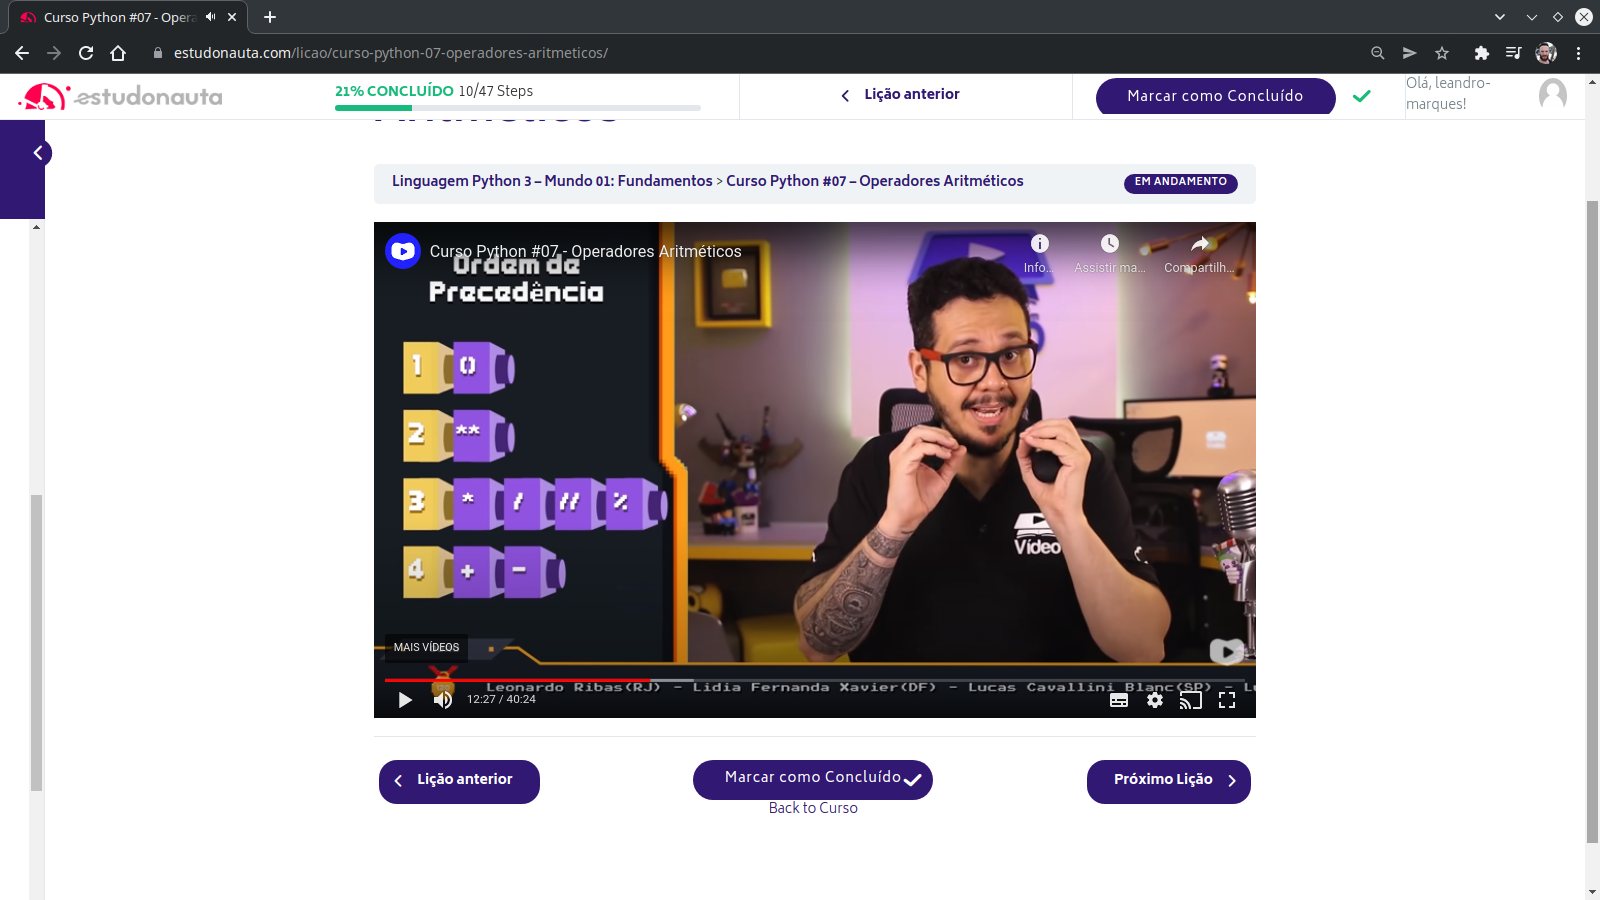 Curso Python #07 - Opera
estudonauta.com/licao/curso-python-07-operadores-aritmeticos/
estudonauta
21% CONCLUÍDO 10/47 Steps
Lição anterior
Marcar como Concluído
Olá, leandro-
marques!
Aritméticos
Linguagem Python 3 – Mundo 01: Fundamentos > Curso Python #07 – Operadores Aritméticos
EM ANDAMENTO
Curso Python #07 - Operadores Aritméticos
Info...
Assistir ma...
Compartilh...
Ordem de
Precedência
1 ()
2 **
3 * / // %
4 + -
Vídeo
MAIS VÍDEOS
Leonardo Ribas(RJ) - Lidia Fernanda Xavier(DF) - Lucas Cavallini Blanc(SP) - Lu
12:27 / 40:24
Lição anterior
Marcar como Concluído
Próximo Lição
Back to Curso